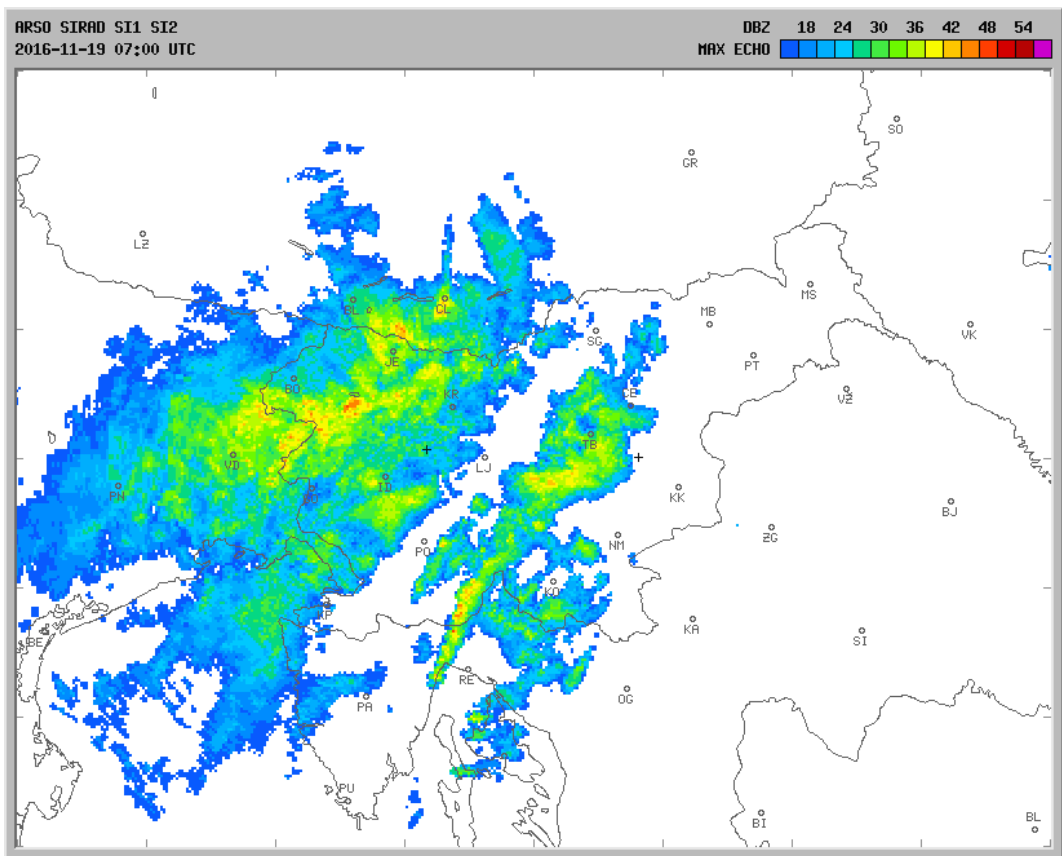 ARSO SIRAD SI1 SI2 DBZ 18 24 30 36 42 48 54
2016-11-19 07:00 UTC MAX ECHO
SO
GR
LZ
MS
BL CL
MB
VK
SG
JE
PT
BO
VŽ
KR CE
TB
VD LJ
ID
PN KK
BJ
ZG
PO NM
KO
KP KA
BE SI
RE
PA OG
PU
BI BL